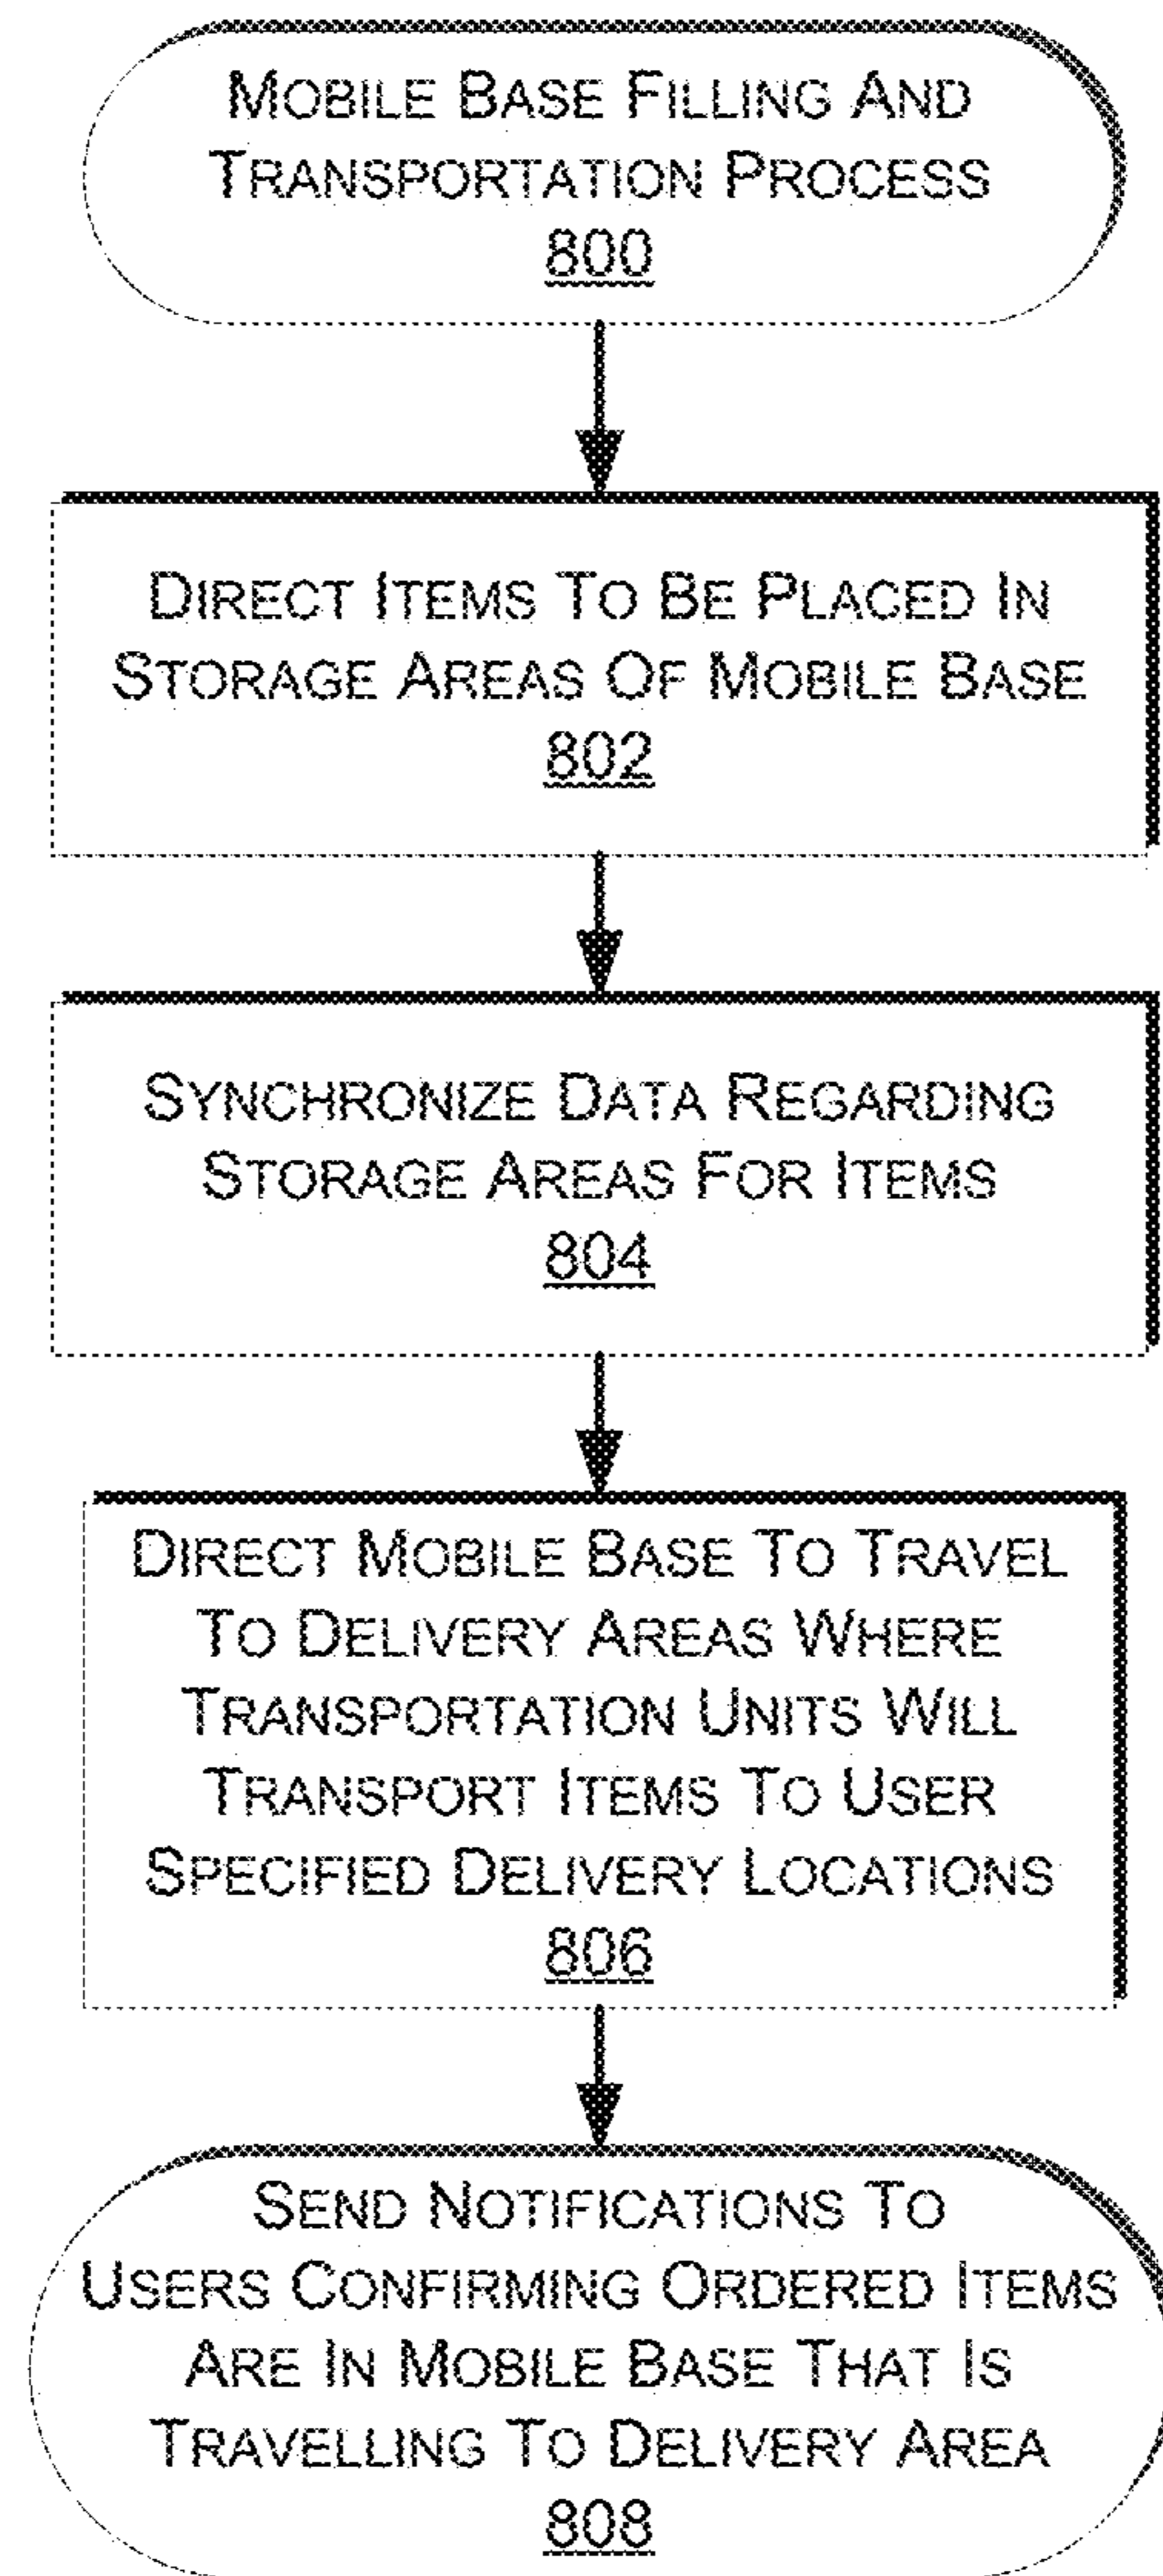 MOBILE BASE FILLING AND
TRANSPORTATION PROCESS
800
DIRECT ITEMS TO BE PLACED IN
STORAGE AREAS OF MOBILE BASE
802
SYNCHRONIZE DATA REGARDING
STORAGE AREAS FOR ITEMS
804
DIRECT MOBILE BASE TO TRAVEL
TO DELIVERY AREAS WHERE
TRANSPORTATION UNITS WILL
TRANSPORT ITEMS TO USER
SPECIFIED DELIVERY LOCATIONS
806
SEND NOTIFICATIONS TO
USERS CONFIRMING ORDERED ITEMS
ARE IN MOBILE BASE THAT IS
TRAVELLING TO DELIVERY AREA
808